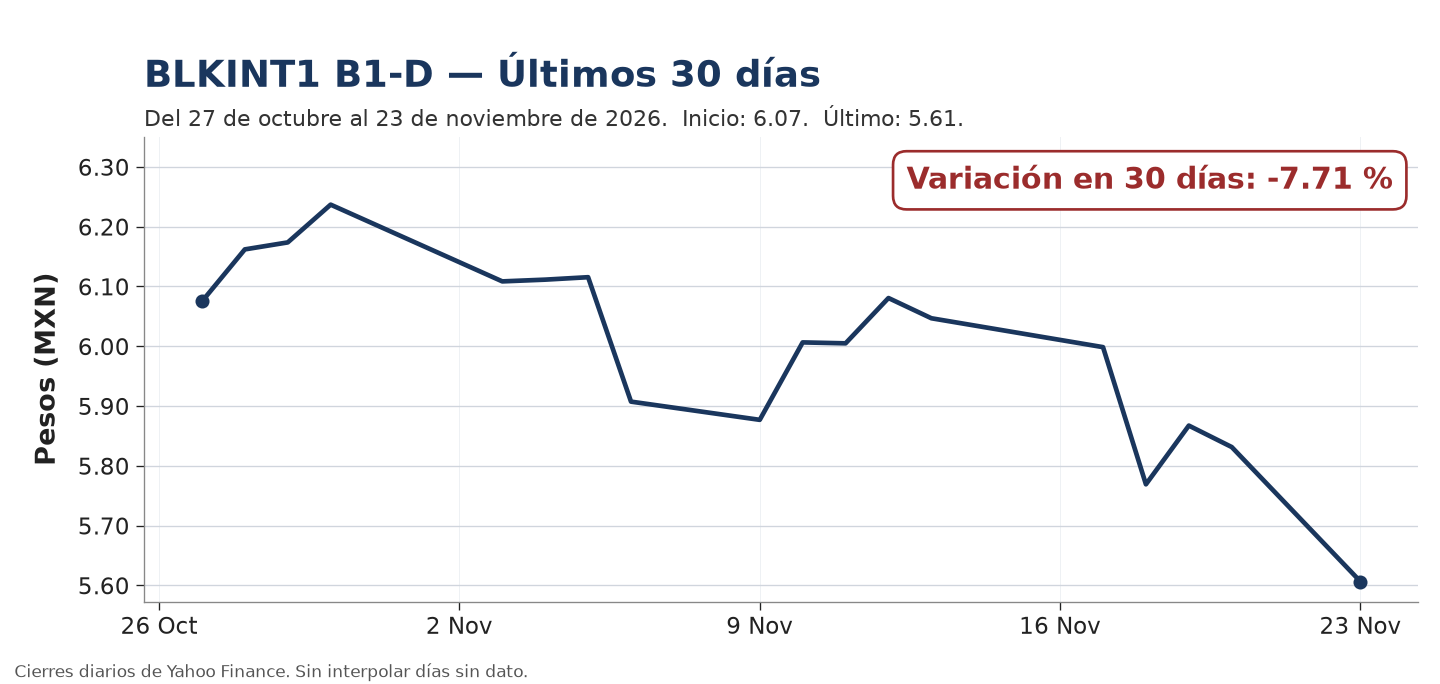 BLKINT1 B1-D — Últimos 30 días
Del 27 de octubre al 23 de noviembre de 2026.  Inicio: 6.07.  Último: 5.61.
Variación en 30 días: -7.71 %
Pesos (MXN)
6.30
6.20
6.10
6.00
5.90
5.80
5.70
5.60
26 Oct
2 Nov
9 Nov
16 Nov
23 Nov
Cierres diarios de Yahoo Finance. Sin interpolar días sin dato.